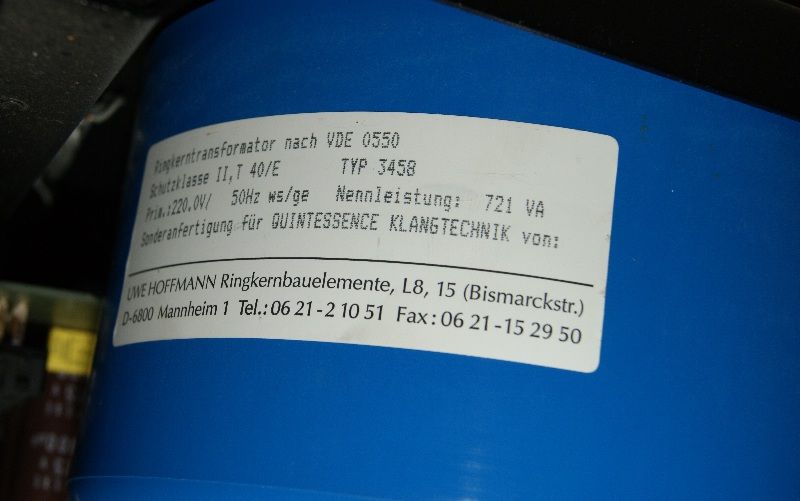 Ringkerntransformator nach VDE 0550
Schutzklasse II,T 40/E TYP 3458
Prim.:220.0V/ 50Hz ws/ge Nennleistung: 721 VA
Sonderanfertigung für QUINTESSENCE KLANGTECHNIK von:
UWE HOFFMANN Ringkernbauelemente, L8, 15 (Bismarckstr.)
D-6800 Mannheim 1 Tel.: 06 21 - 2 10 51 Fax: 06 21 - 15 29 50